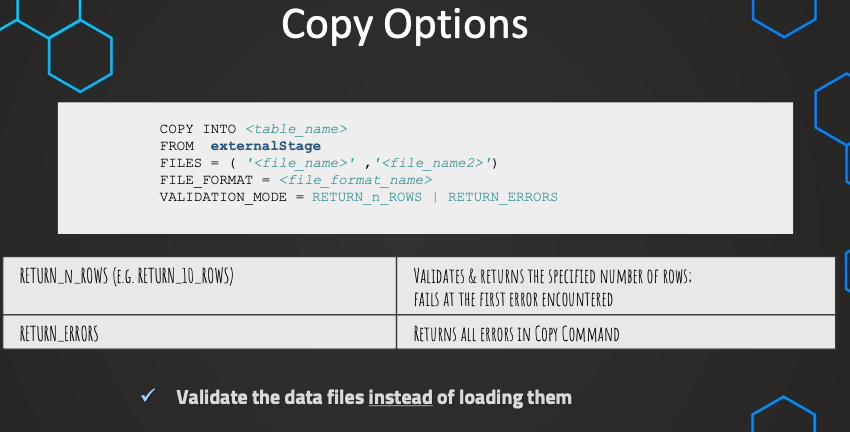 Copy Options
COPY INTO <table_name>
FROM externalStage
FILES = ( '<file_name>' ,'<file_name2>')
FILE_FORMAT = <file_format_name>
VALIDATION_MODE = RETURN_n_ROWS | RETURN_ERRORS
RETURN_n_ROWS (E.G. RETURN_10_ROWS)
VALIDATES & RETURNS THE SPECIFIED NUMBER OF ROWS;
FAILS AT THE FIRST ERROR ENCOUNTERED
RETURN_ERRORS
RETURNS ALL ERRORS IN COPY COMMAND
✓ Validate the data files instead of loading them